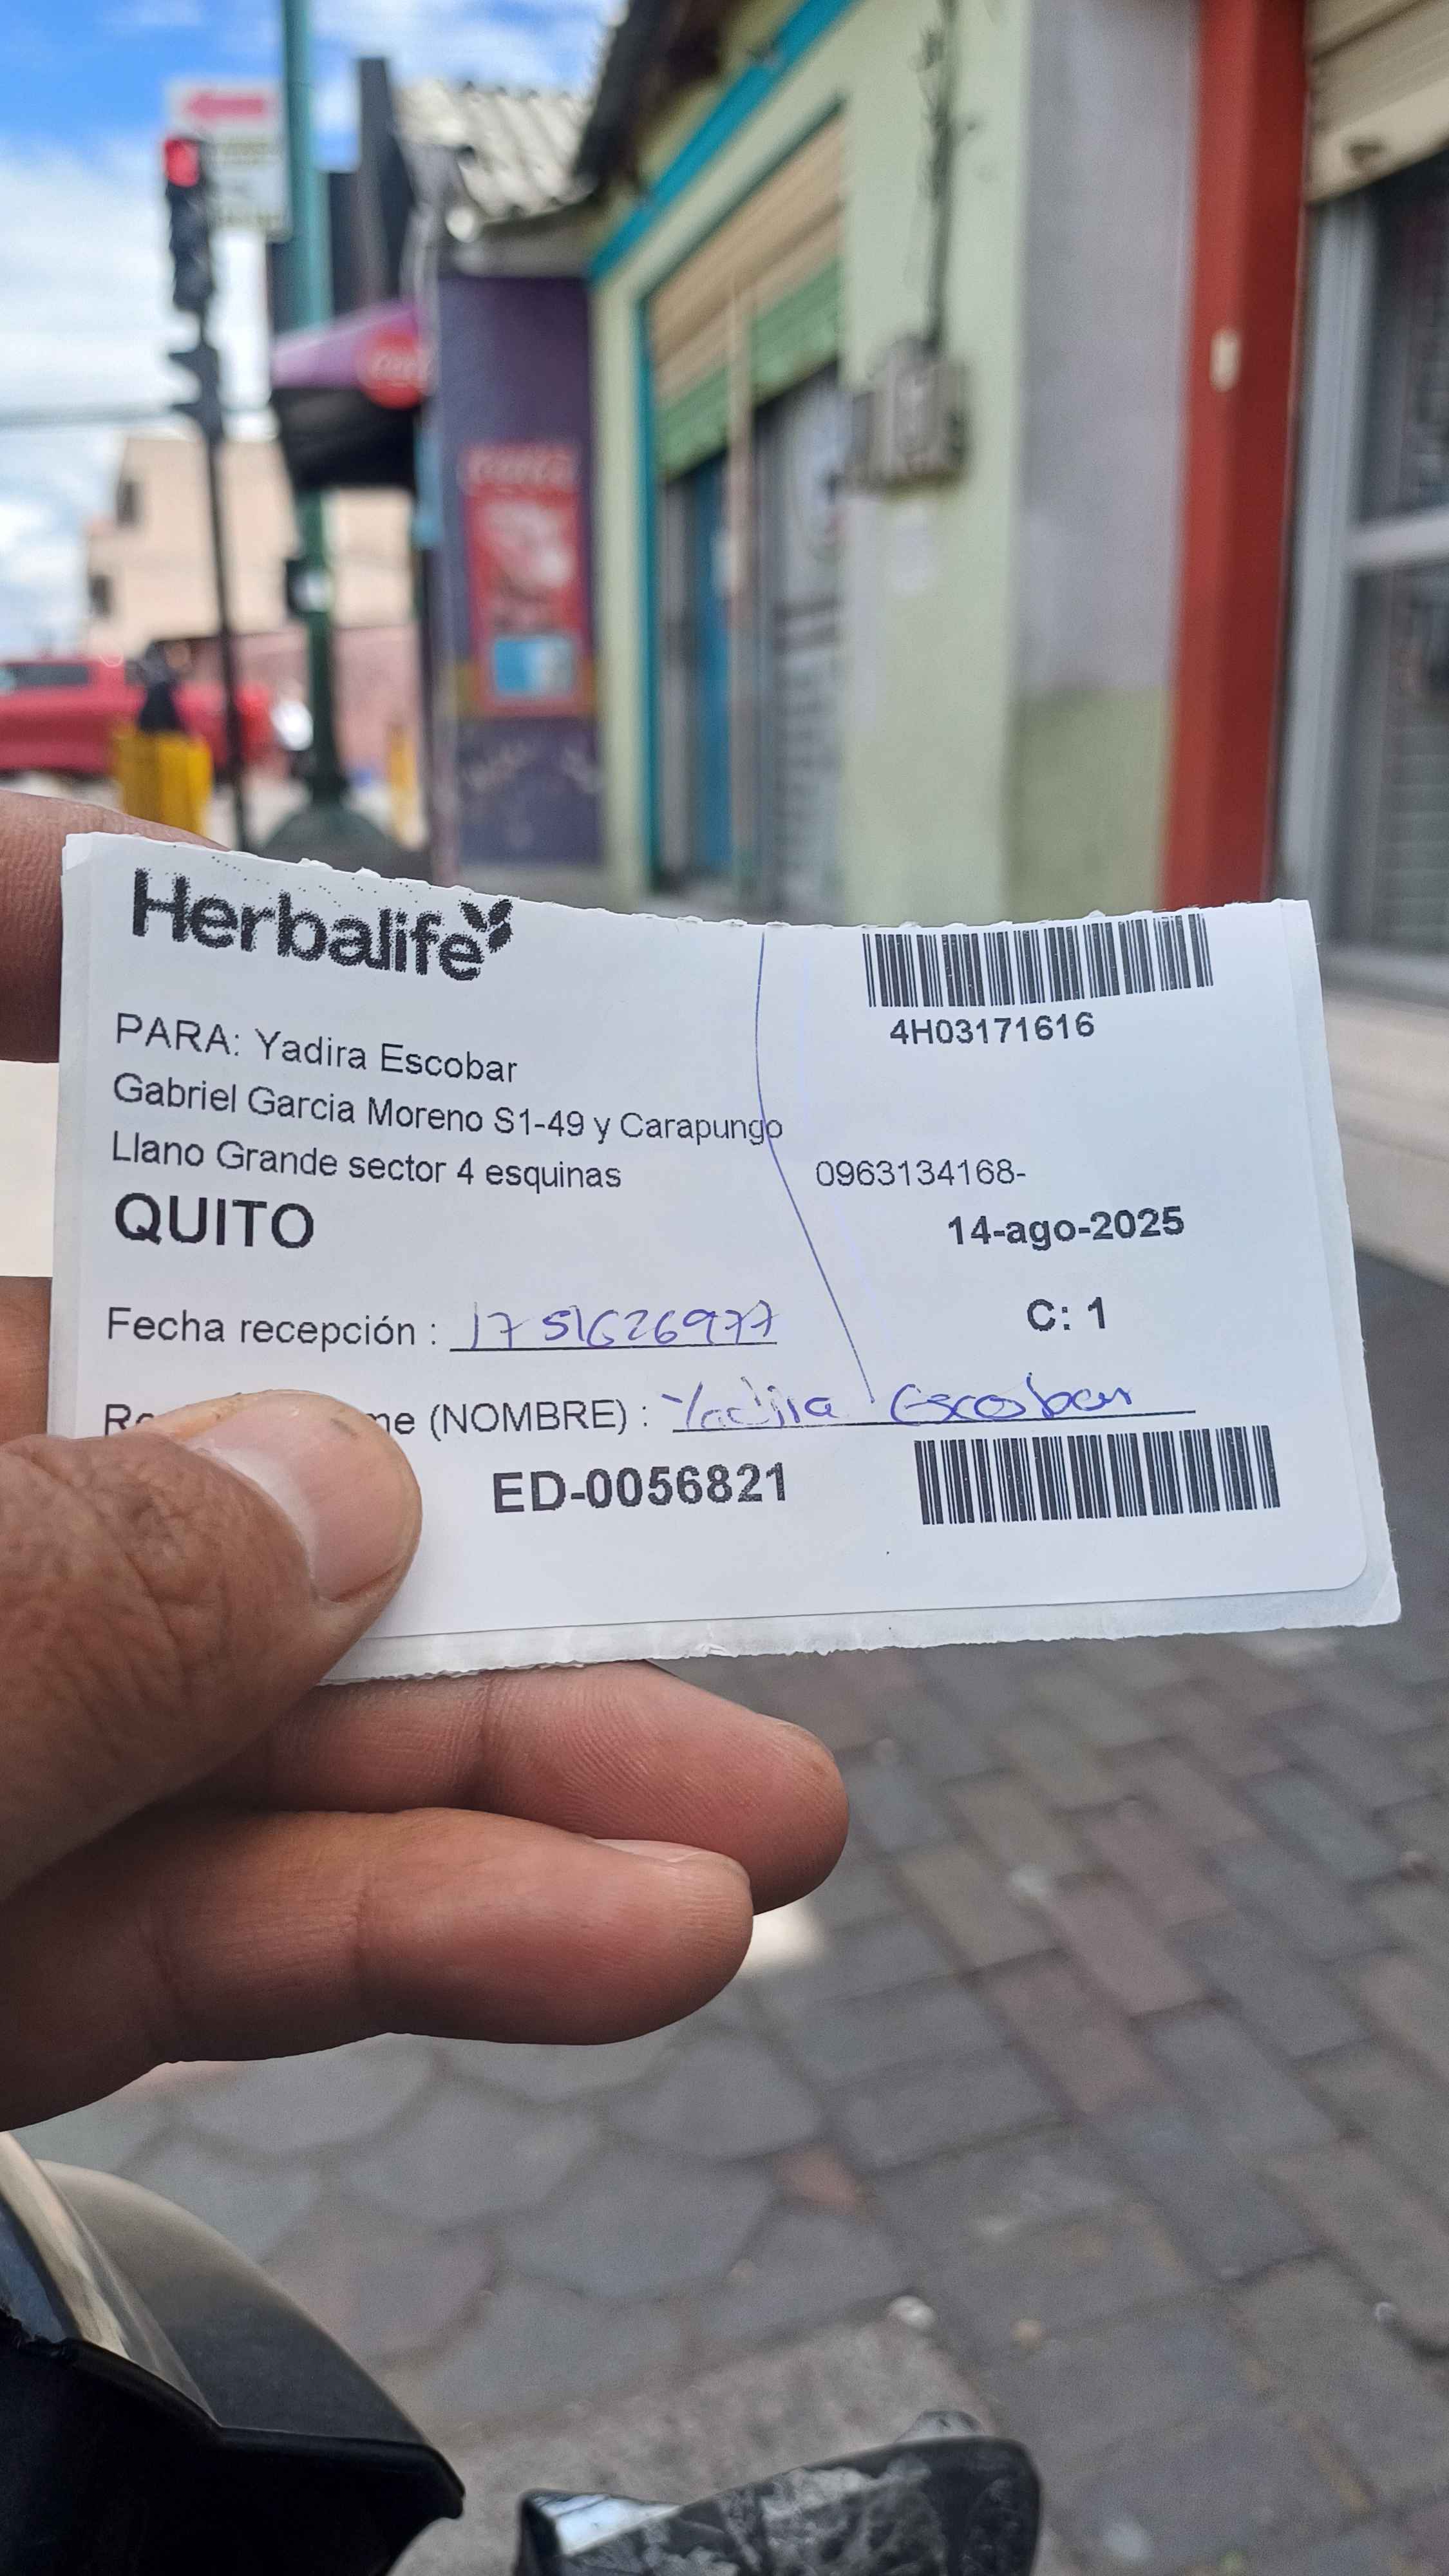 Herbalife
4H03171616
PARA: Yadira Escobar
Gabriel Garcia Moreno S1-49 y Carapungo
Llano Grande sector 4 esquinas
0963134168-
QUITO
14-ago-2025
C: 1
Fecha recepción : 1751626977
(NOMBRE) : Yadira Escobar
ED-0056821